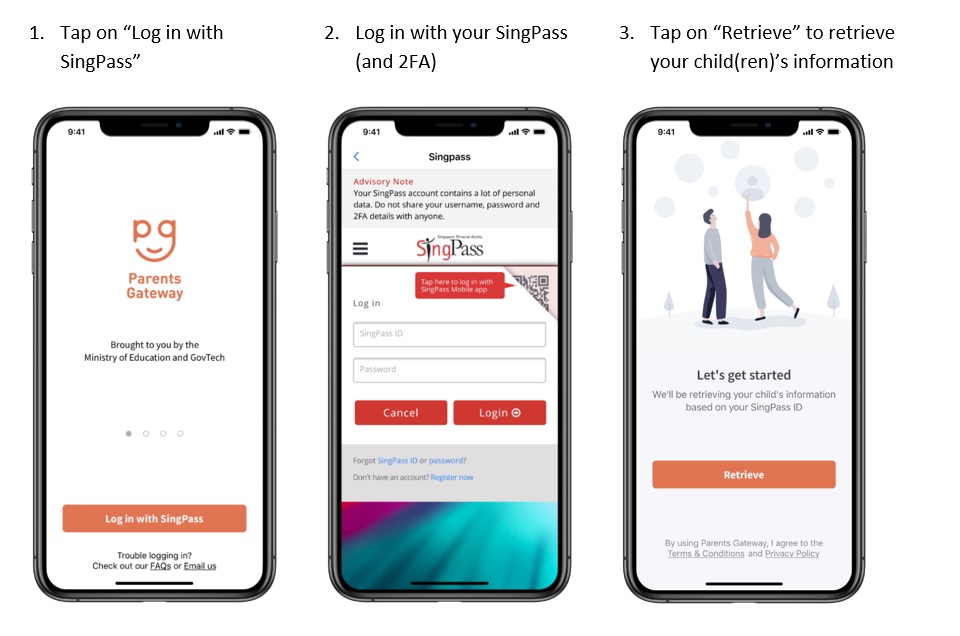 1. Tap on “Log in with
SingPass”
2. Log in with your SingPass
(and 2FA)
3. Tap on “Retrieve” to retrieve
your child(ren)’s information
9:41
pg
Parents
Gateway
Brought to you by the
Ministry of Education and GovTech
Log in with SingPass
Trouble logging in?
Check out our FAQs or Email us
9:41
Singpass
Advisory Note
Your SingPass account contains a lot of personal
data. Do not share your username, password and
2FA details with anyone.
Singapore Personal Access
SingPass
Tap here to log in with
SingPass Mobile app
Log in
SingPass ID
Password
Cancel
Login
Forgot SingPass ID or password?
Don't have an account? Register now
9:41
Let's get started
We'll be retrieving your child's information
based on your SingPass ID
Retrieve
By using Parents Gateway, I agree to the
Terms & Conditions and Privacy Policy